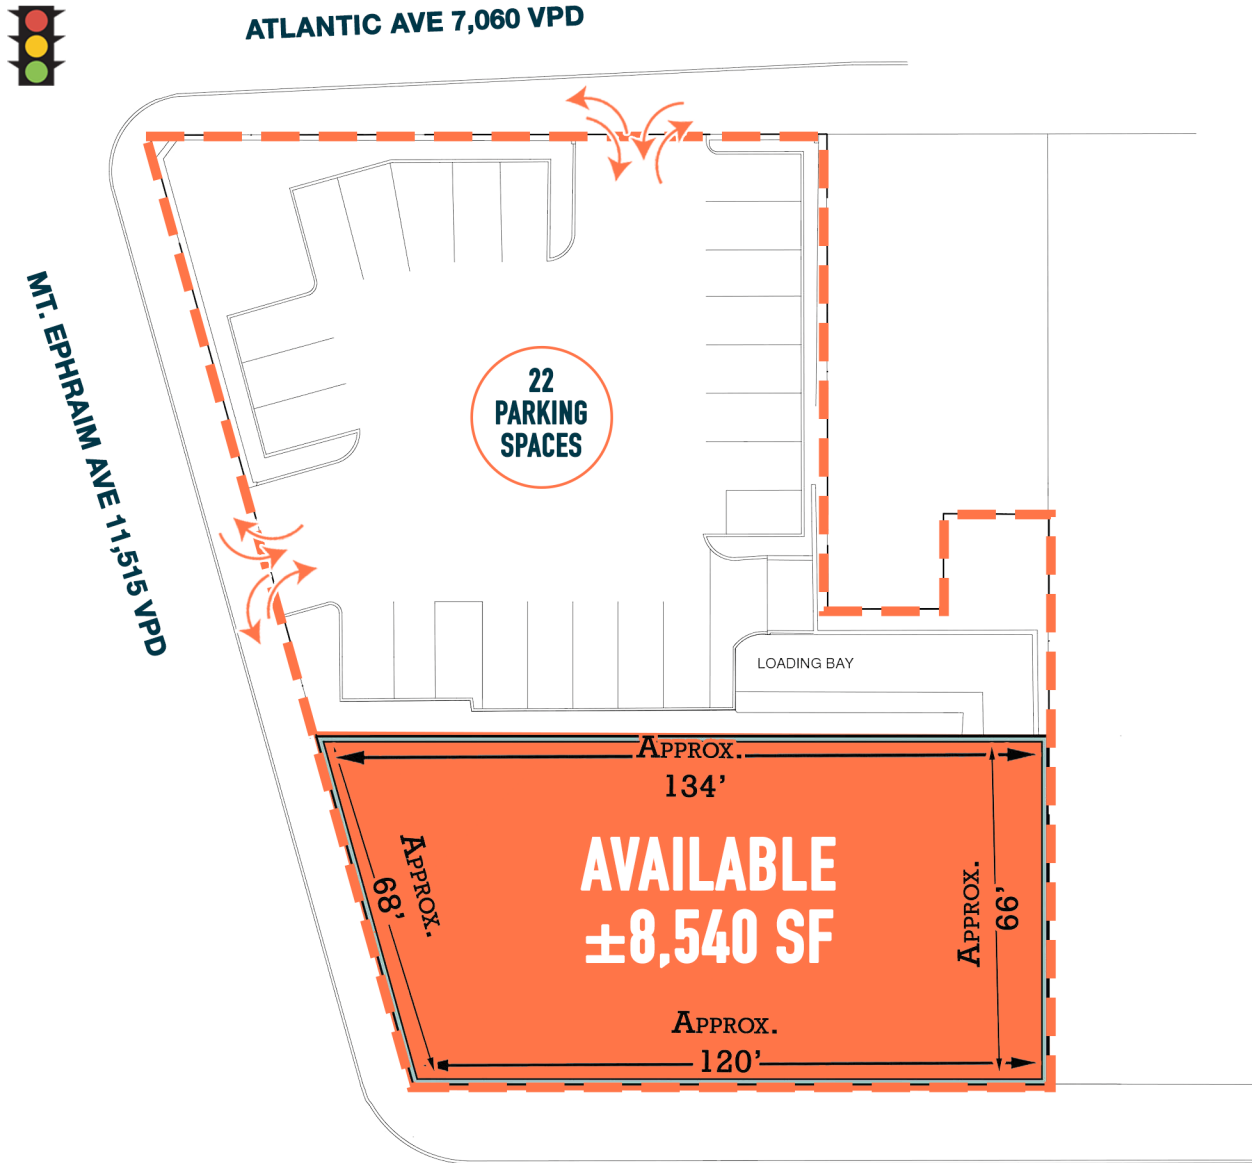 ATLANTIC AVE 7,060 VPD
MT. EPHRAIM AVE 11,515 VPD
22
PARKING
SPACES
LOADING BAY
APPROX.
134'
APPROX.
68'
AVAILABLE
±8,540 SF
APPROX.
66'
APPROX.
120'